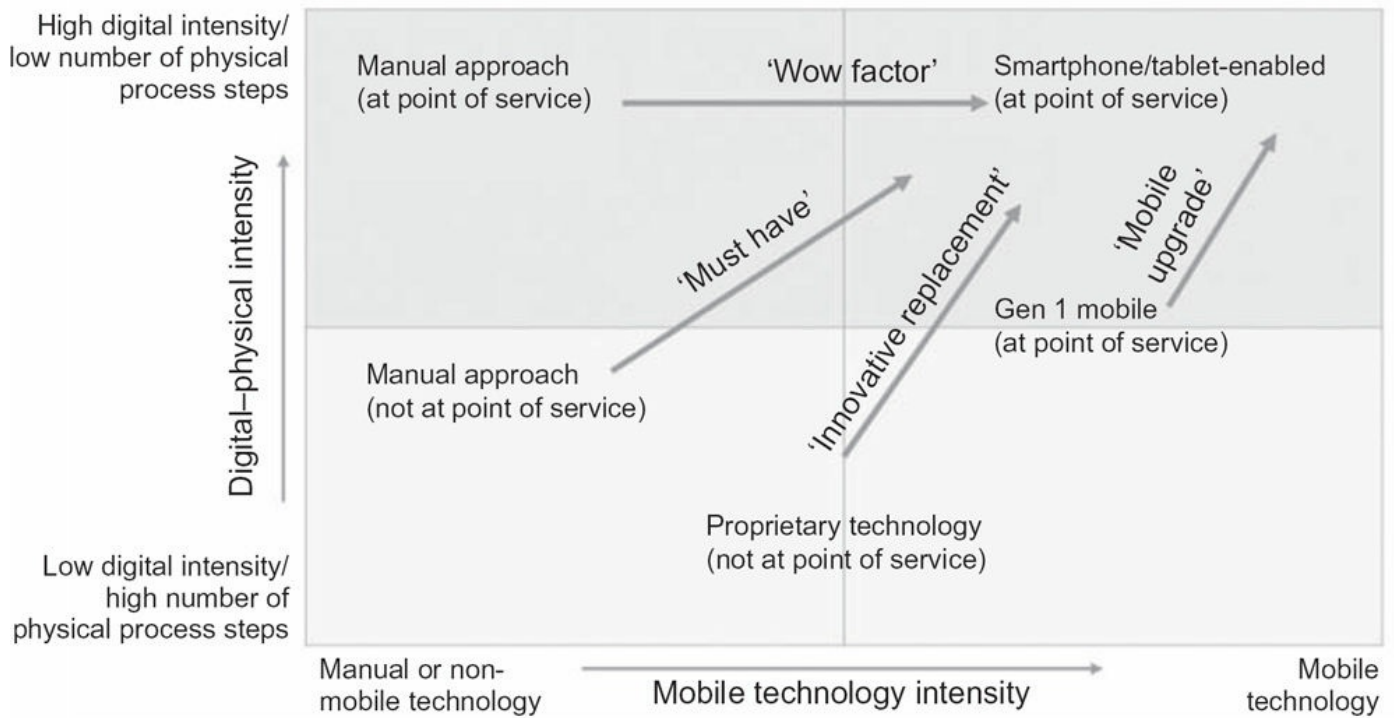 High digital intensity/
low number of physical
process steps
Manual approach
(at point of service)
‘Wow factor’
Smartphone/tablet-enabled
(at point of service)
Digital–physical intensity
‘Must have’
‘Innovative replacement’
‘Mobile
upgrade’
Gen 1 mobile
(at point of service)
Manual approach
(not at point of service)
Proprietary technology
(not at point of service)
Low digital intensity/
high number of
physical process steps
Manual or non-
mobile technology
Mobile technology intensity
Mobile
technology